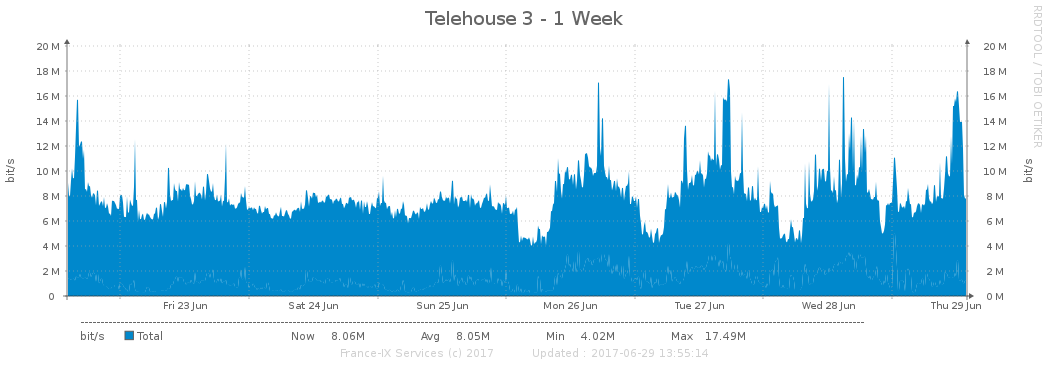 Telehouse 3 - 1 Week
RRDTOOL / TOBI OETIKER
bit/s
20 M 20 M
18 M 18 M
16 M 16 M
14 M 14 M
12 M 12 M
10 M 10 M
8 M 8 M
6 M 6 M
4 M 4 M
2 M 2 M
0 0 M
bit/s
Fri 23 Jun Sat 24 Jun Sun 25 Jun Mon 26 Jun Tue 27 Jun Wed 28 Jun Thu 29 Jun
bit/s Total Now 8.06M Avg 8.05M Min 4.02M Max 17.49M
France-IX Services (c) 2017 Updated : 2017-06-29 13:55:14